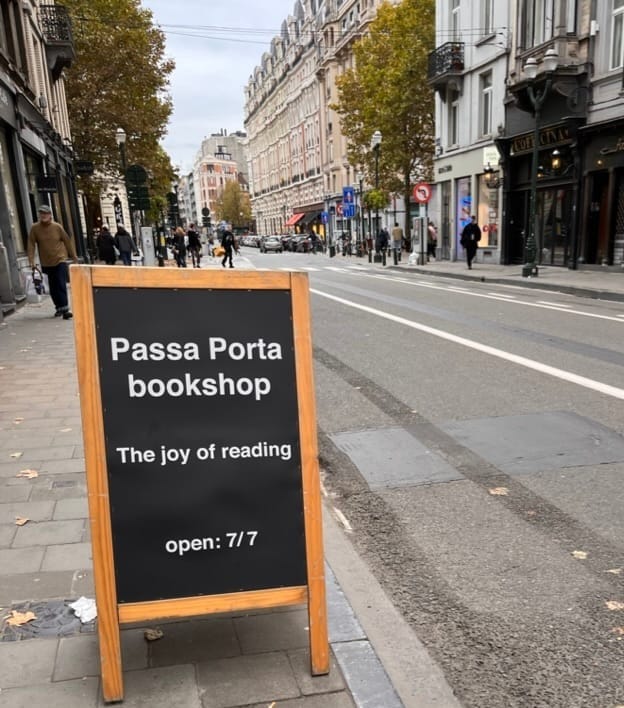 Passa Porta
bookshop
The joy of reading
open: 7/7